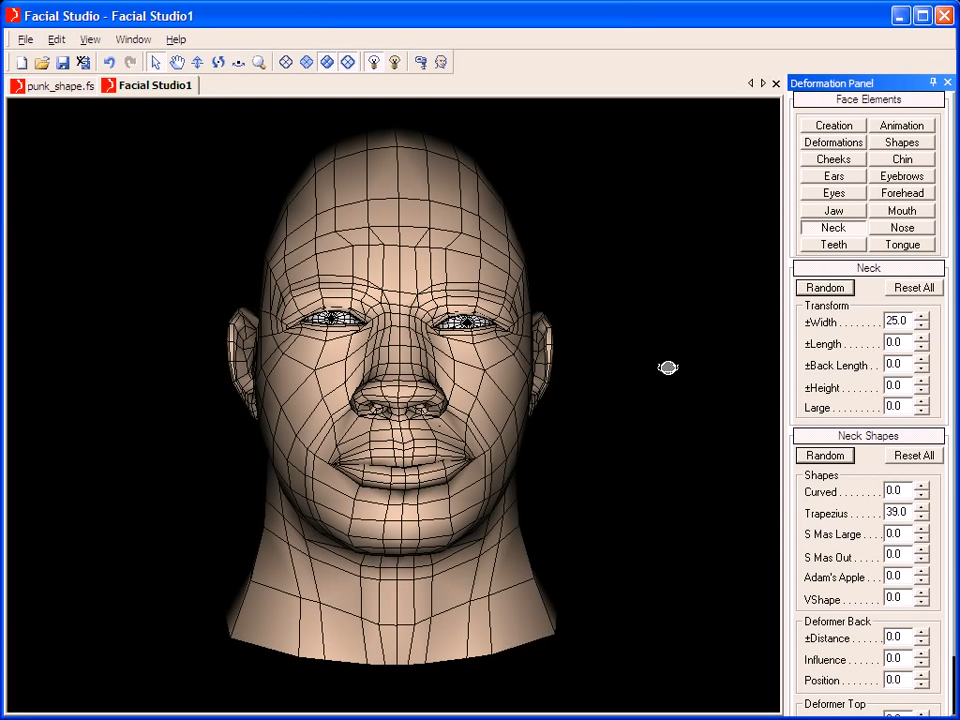 Facial Studio - Facial Studio1
File Edit View Window Help
punk_shape.fs Facial Studio1
Deformation Panel
Face Elements
Creation Animation
Deformations Shapes
Cheeks Chin
Ears Eyebrows
Eyes Forehead
Jaw Mouth
Neck Nose
Teeth Tongue
Neck
Random Reset All
Transform
±Width . . . . . . . . 25.0
±Length . . . . . . . 0.0
±Back Length . . 0.0
±Height . . . . . . . 0.0
Large . . . . . . . . . 0.0
Neck Shapes
Random Reset All
Shapes
Curved . . . . . . . . 0.0
Trapezius . . . . . . 39.0
S Mas Large . . . . 0.0
S Mas Out . . . . . 0.0
Adam's Apple . . . 0.0
VShape . . . . . . . 0.0
Deformer Back
±Distance . . . . . . 0.0
Influence . . . . . . 0.0
Position . . . . . . . 0.0
Deformer Top